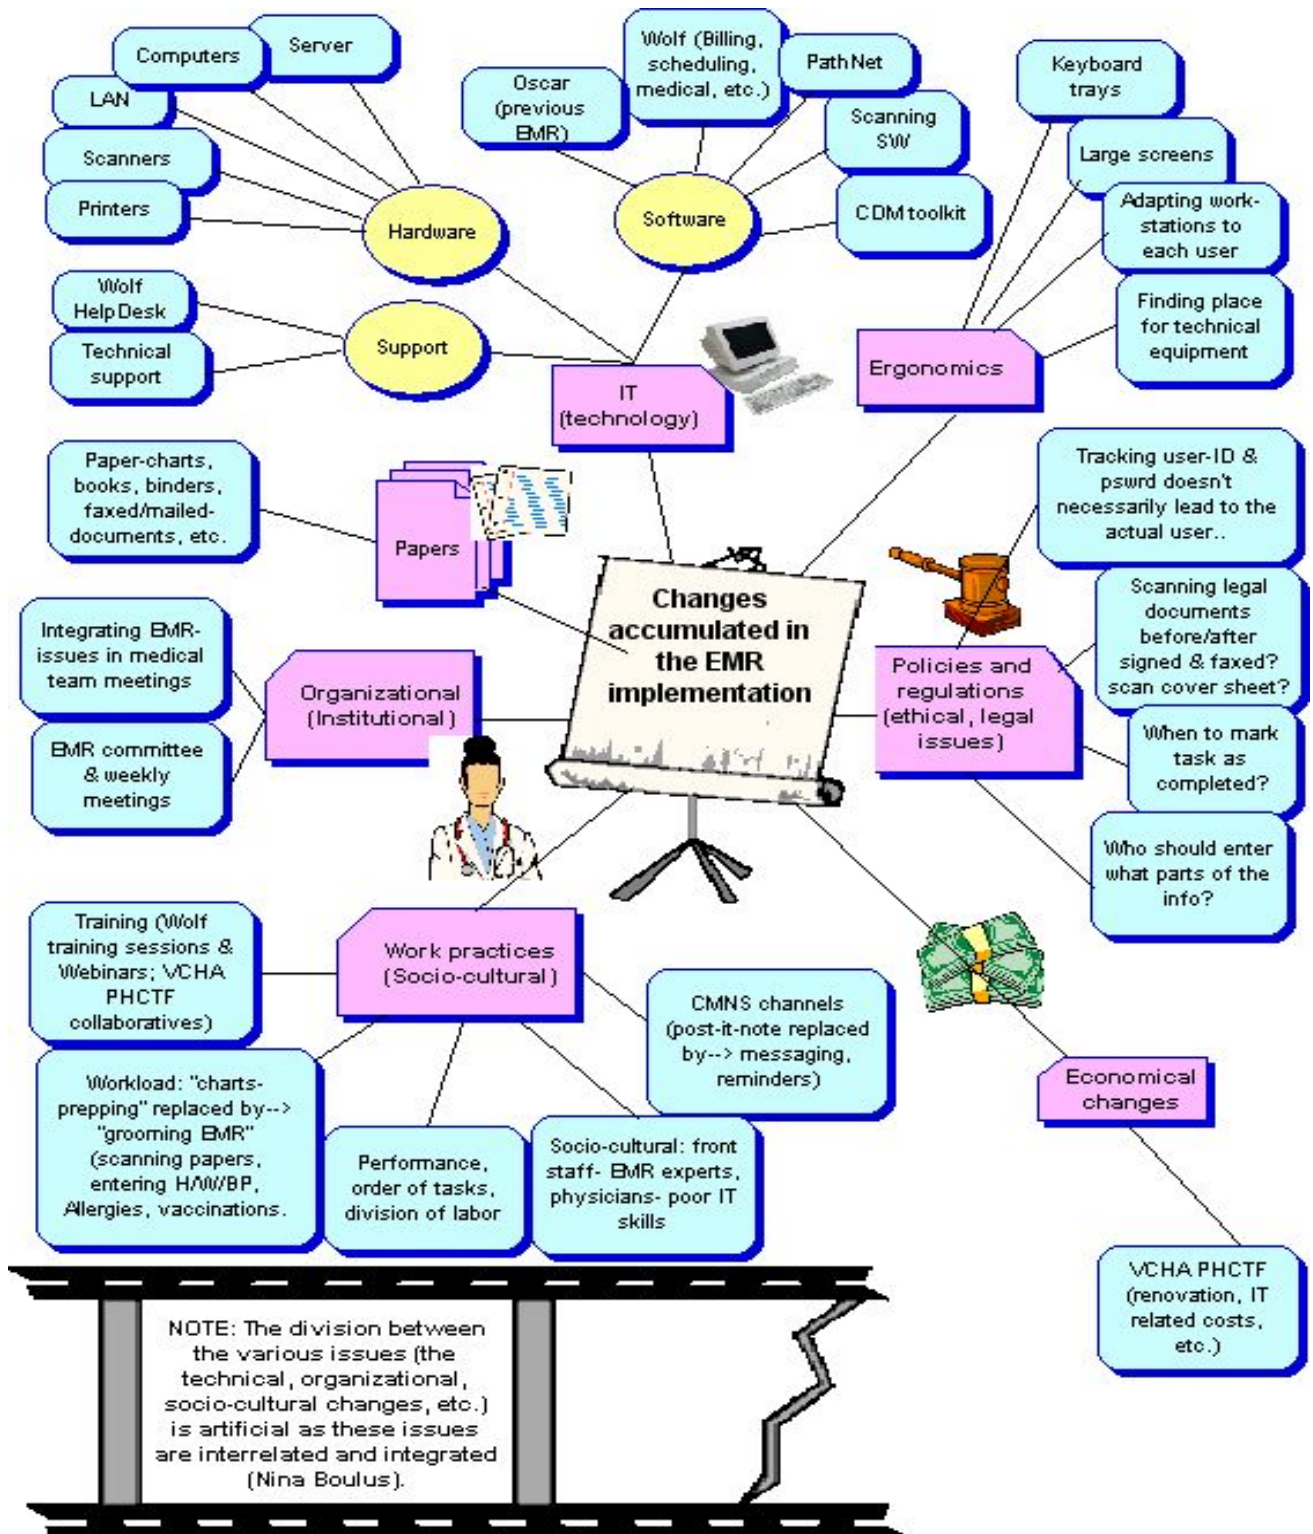 Server
Computers
LAN
Scanners
Printers
Hardware
Wolf (Billing,
scheduling,
medical, etc.)
Oscar
(previous
EMR)
PathNet
Scanning
SW
CDM toolkit
Software
Keyboard
trays
Large screens
Adapting work-
stations to
each user
Finding place
for technical
equipment
Ergonomics
Wolf
HelpDesk
Technical
support
Support
IT
(technology)
Paper-charts,
books, binders,
faxed/mailed-
documents, etc.
Papers
Tracking user-ID &
pswrd doesn't
necessarily lead to the
actual user..
Scanning legal
documents
before/after
signed & faxed?
scan cover sheet?
When to mark
task as
completed?
Who should enter
what parts of the
info?
Policies and
regulations
(ethical, legal
issues)
Changes
accumulated in
the EMR
implementation
Integrating EMR-
issues in medical
team meetings
EMR committee
& weekly
meetings
Organizational
(Institutional)
Training (Wolf
training sessions &
Webinars; VCHA
PHCTF
collaboratives)
Work practices
(Socio-cultural)
CMNS channels
(post-it-note replaced
by--> messaging,
reminders)
Workload: "charts-
prepping" replaced by-->
"grooming EMR"
(scanning papers,
entering H/W/BP,
Allergies, vaccinations.
Performance,
order of tasks,
division of labor
Socio-cultural: front
staff- EMR experts,
physicians- poor IT
skills
Economical
changes
VCHA PHCTF
(renovation, IT
related costs,
etc.)
NOTE: The division between
the various issues (the
technical, organizational,
socio-cultural changes, etc.)
is artificial as these issues
are interrelated and integrated
(Nina Boulus).